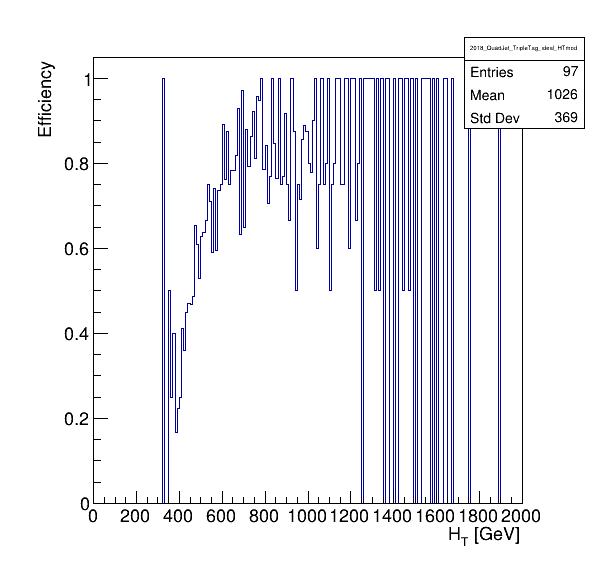 2018_QuadJet_TripleTag_ideal_HTmod
Entries 97
Mean 1026
Std Dev 369
Efficiency
1
0.8
0.6
0.4
0.2
0
0 200 400 600 800 1000 1200 1400 1600 1800 2000
H_T [GeV]